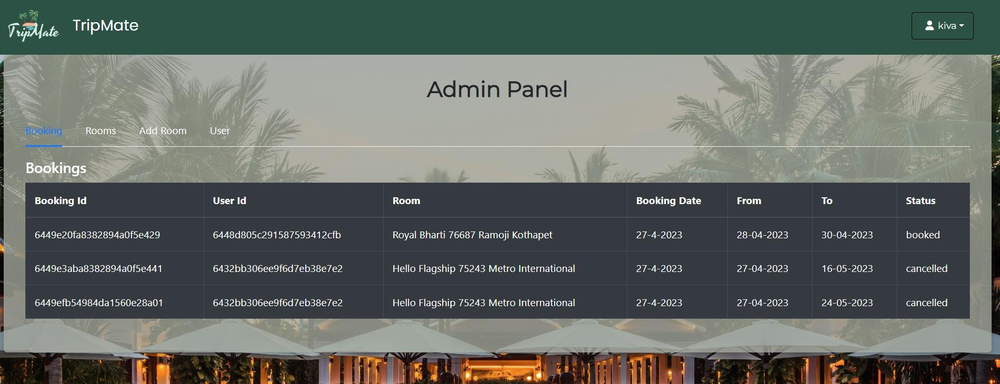 TripMate
TripMate
kiva
Admin Panel
Booking Rooms Add Room User
Bookings
Booking Id User Id Room Booking Date From To Status
6449e20fa8382894a0f5e429 6448d805c291587593412cfb Royal Bharti 76687 Ramoji Kothapet 27-4-2023 28-04-2023 30-04-2023 booked
6449e3aba8382894a0f5e441 6432bb306ee9f6d7eb38e7e2 Hello Flagship 75243 Metro International 27-4-2023 27-04-2023 16-05-2023 cancelled
6449efb54984da1560e28a01 6432bb306ee9f6d7eb38e7e2 Hello Flagship 75243 Metro International 27-4-2023 27-04-2023 24-05-2023 cancelled